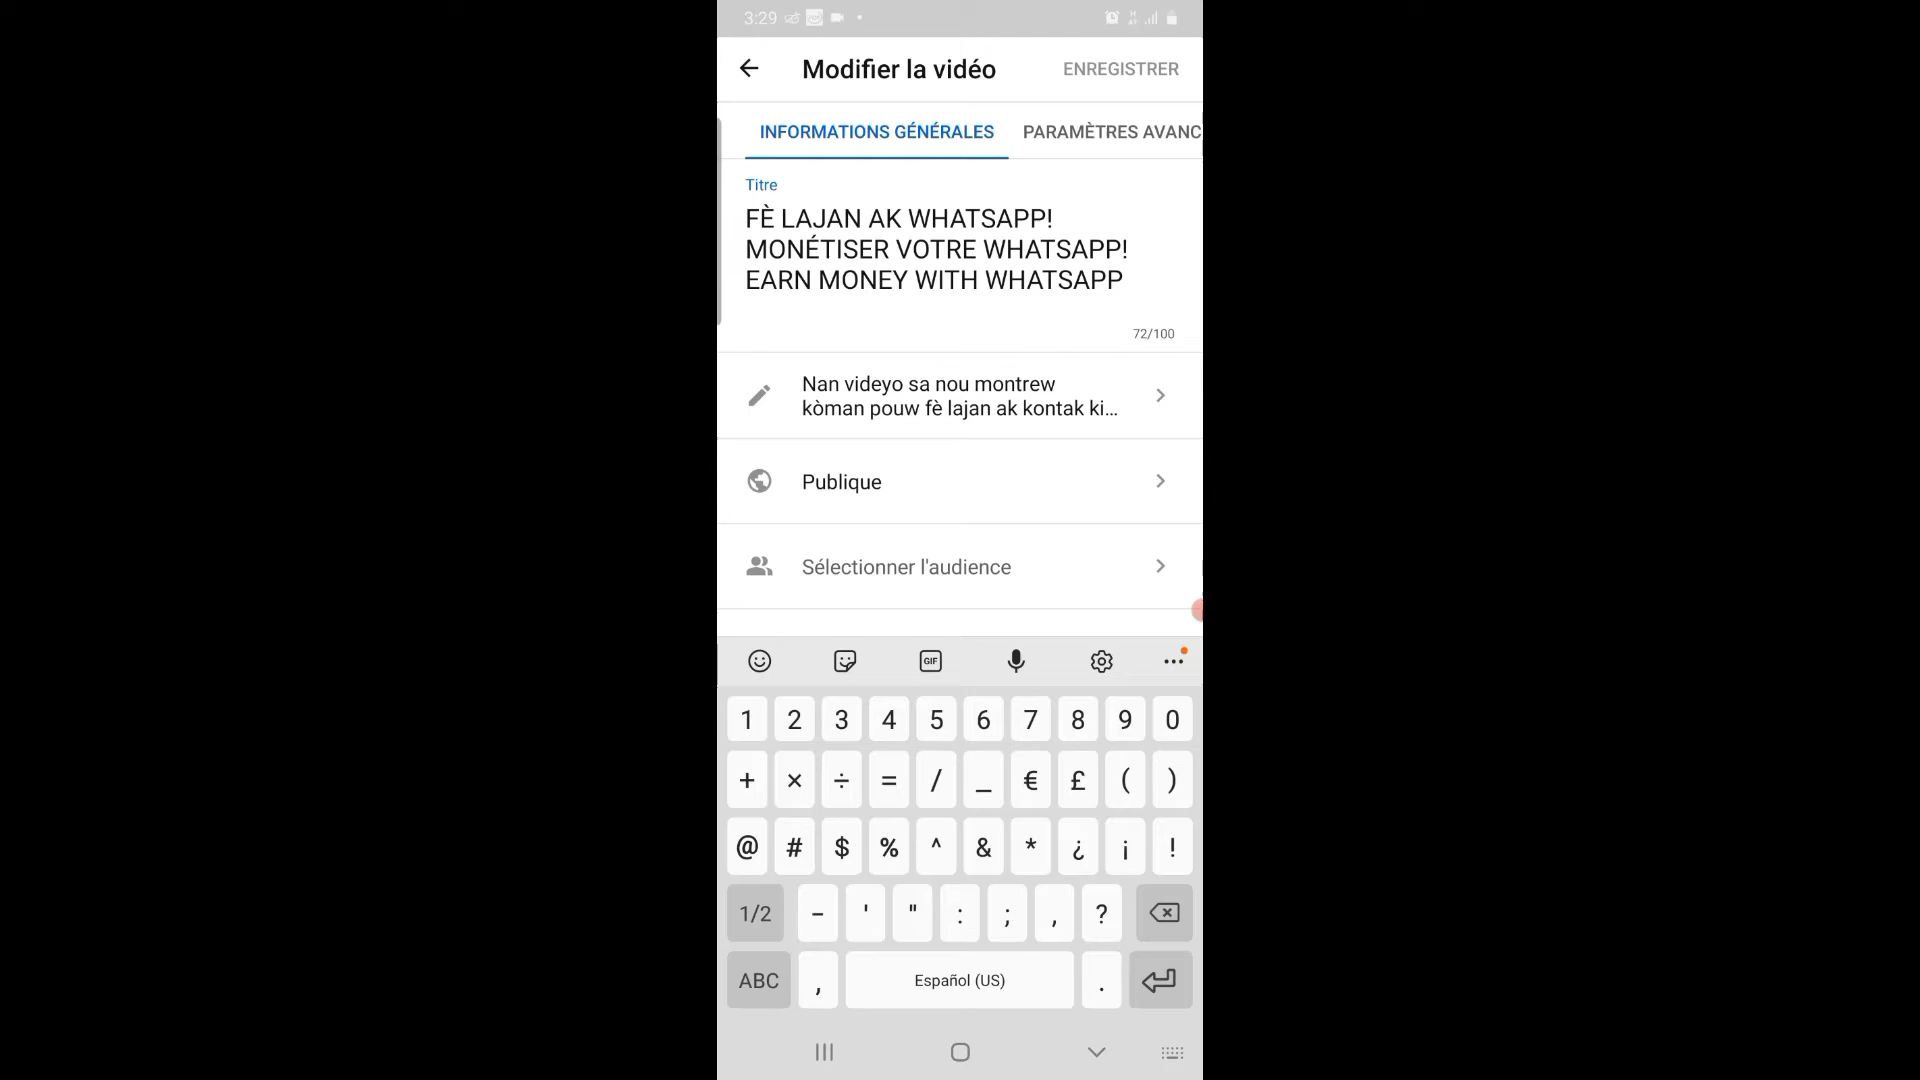 3:29
Modifier la vidéo
ENREGISTRER
INFORMATIONS GÉNÉRALES
PARAMÈTRES AVANC
Titre
FÈ LAJAN AK WHATSAPP!
MONÉTISER VOTRE WHATSAPP!
EARN MONEY WITH WHATSAPP
72/100
Nan videyo sa nou montrew
kòman pouw fè lajan ak kontak ki...
Publique
Sélectionner l'audience
GIF
1 2 3 4 5 6 7 8 9 0
+ × ÷ = / _ € £ ( )
@ # $ % ^ & * ¿ ¡ !
1/2 - ' " : ; , ?
ABC , Español (US) .